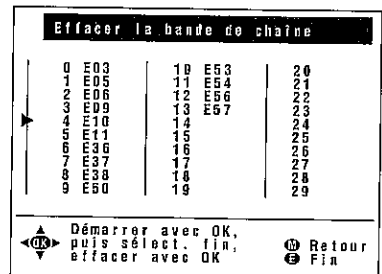 Effacer la bande de chaîne
0 E03 10 E53 20
1 E05 11 E54 21
2 E06 12 E56 22
3 E09 13 E57 23
4 E10 14 24
5 E11 15 25
6 E36 16 26
7 E37 17 27
8 E38 18 28
9 E50 19 29
Démarrer avec OK,
OK puis sélect. fin, M Retour
effacer avec OK E Fin